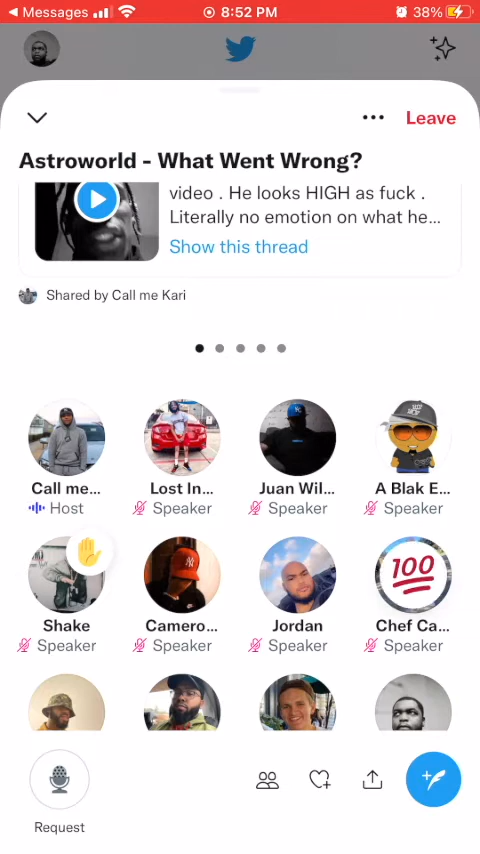 Messages
8:52 PM
38%
Leave
Astroworld - What Went Wrong?
video . He looks HIGH as fuck .
Literally no emotion on what he...
Show this thread
Shared by Call me Kari
Call me...
Lost In...
Juan Wil...
A Blak E...
Host
Speaker
Speaker
Speaker
100
Shake
Camero...
Jordan
Chef Ca...
Speaker
Speaker
Speaker
Speaker
Request